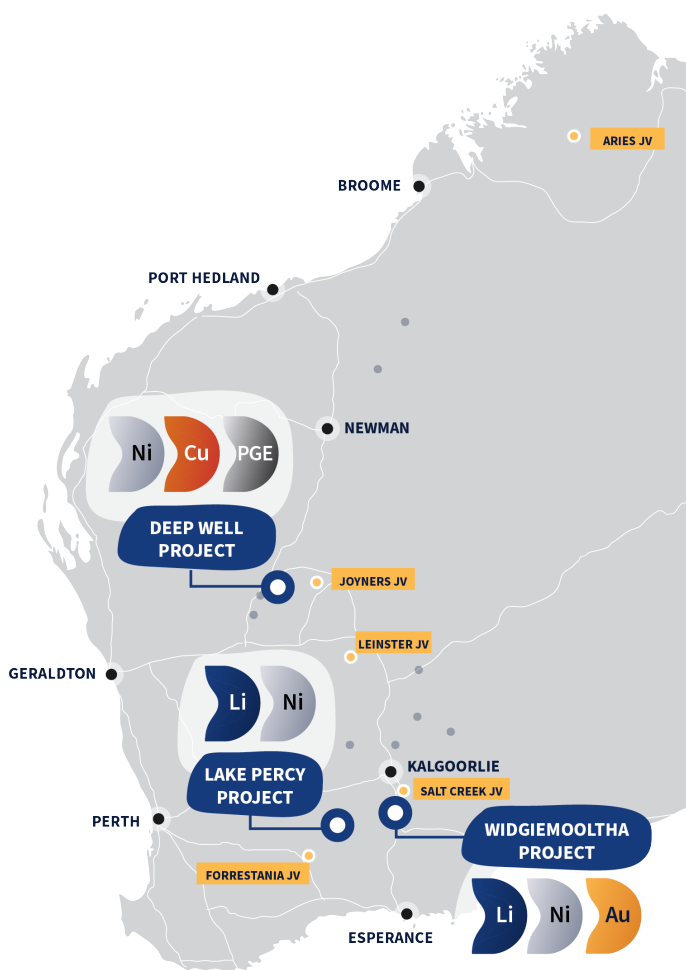 ARIES JV
BROOME
PORT HEDLAND
NEWMAN
Ni
Cu
PGE
DEEP WELL
PROJECT
JOYNERS JV
LEINSTER JV
GERALDTON
Li
Ni
LAKE PERCY
PROJECT
KALGOORLIE
SALT CREEK JV
PERTH
WIDGIEMOOLTHA
PROJECT
FORRESTANIA JV
Li
Ni
Au
ESPERANCE